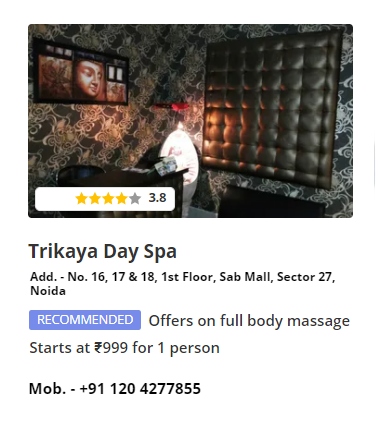 3.8
Trikaya Day Spa
Add. - No. 16, 17 & 18, 1st Floor, Sab Mall, Sector 27,
Noida
RECOMMENDED Offers on full body massage
Starts at ₹999 for 1 person
Mob. - +91 120 4277855